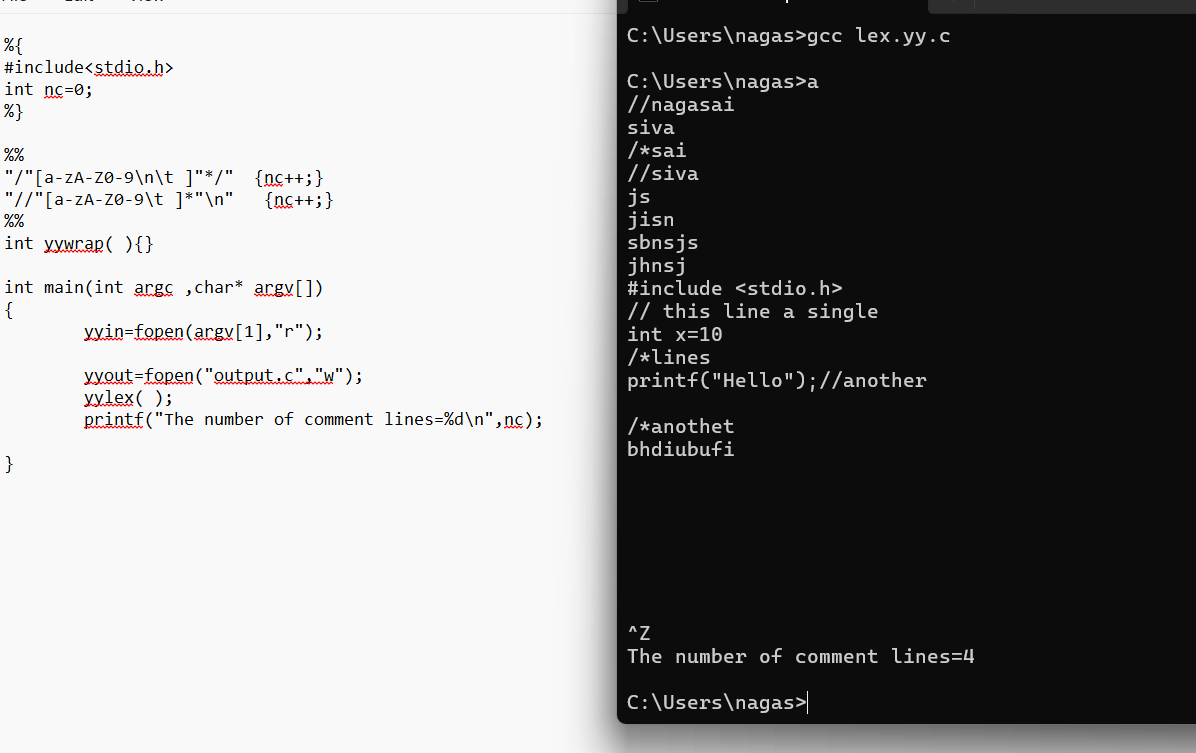 %{
#include<stdio.h>
int nc=0;
%}
%%
"/"[a-zA-Z0-9\n\t ]"*/"  {nc++;}
"//"[a-zA-Z0-9\t ]*"\n"   {nc++;}
%%
int yywrap( ){}
int main(int argc ,char* argv[])
{
        yyin=fopen(argv[1],"r");
        yyout=fopen("output.c","w");
        yylex( );
        printf("The number of comment lines=%d\n",nc);
}
C:\Users\nagas>gcc lex.yy.c
C:\Users\nagas>a
//nagasai
siva
/*sai
//siva
js
jisn
sbnsjs
jhnsj
#include <stdio.h>
// this line a single
int x=10
/*lines
printf("Hello");//another
/*anothet
bhdiubufi
^Z
The number of comment lines=4
C:\Users\nagas>